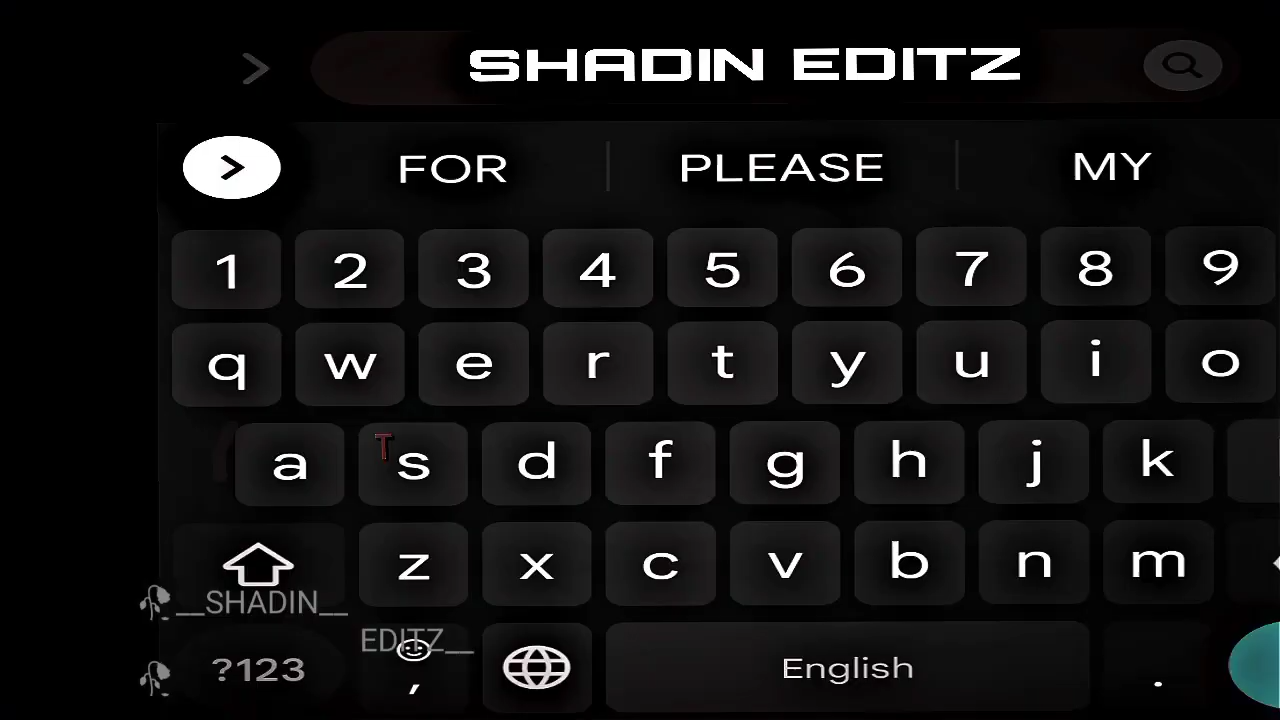 SHADIN EDITZ
FOR PLEASE MY
1 2 3 4 5 6 7 8 9
q w e r t y u i o
T
a s d f g h j k
z x c v b n m
🥀__SHADIN__
EDITZ__
🥀
?123 , English .